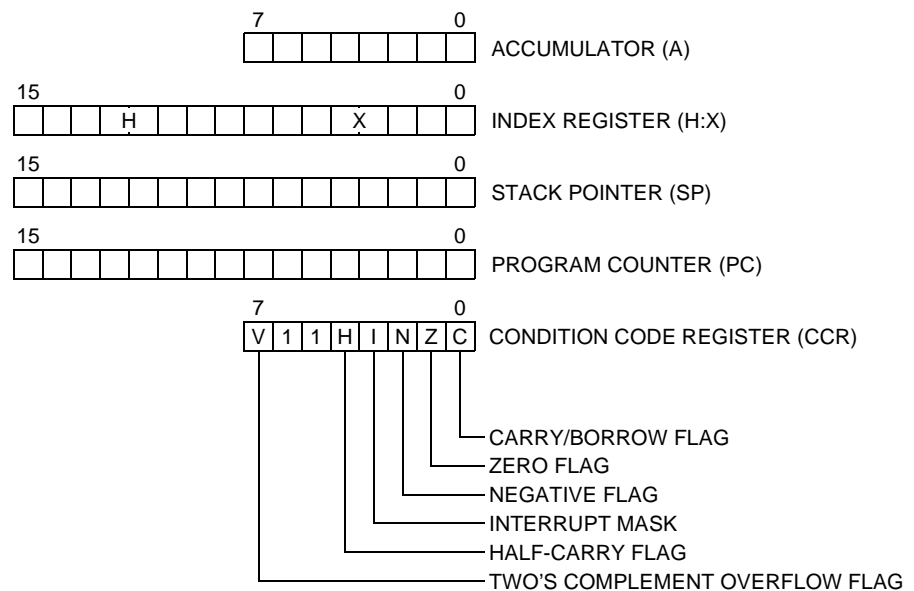 7 0
ACCUMULATOR (A)
15 0
H X INDEX REGISTER (H:X)
15 0
STACK POINTER (SP)
15 0
PROGRAM COUNTER (PC)
7 0
V 1 1 H I N Z C CONDITION CODE REGISTER (CCR)
CARRY/BORROW FLAG
ZERO FLAG
NEGATIVE FLAG
INTERRUPT MASK
HALF-CARRY FLAG
TWO'S COMPLEMENT OVERFLOW FLAG